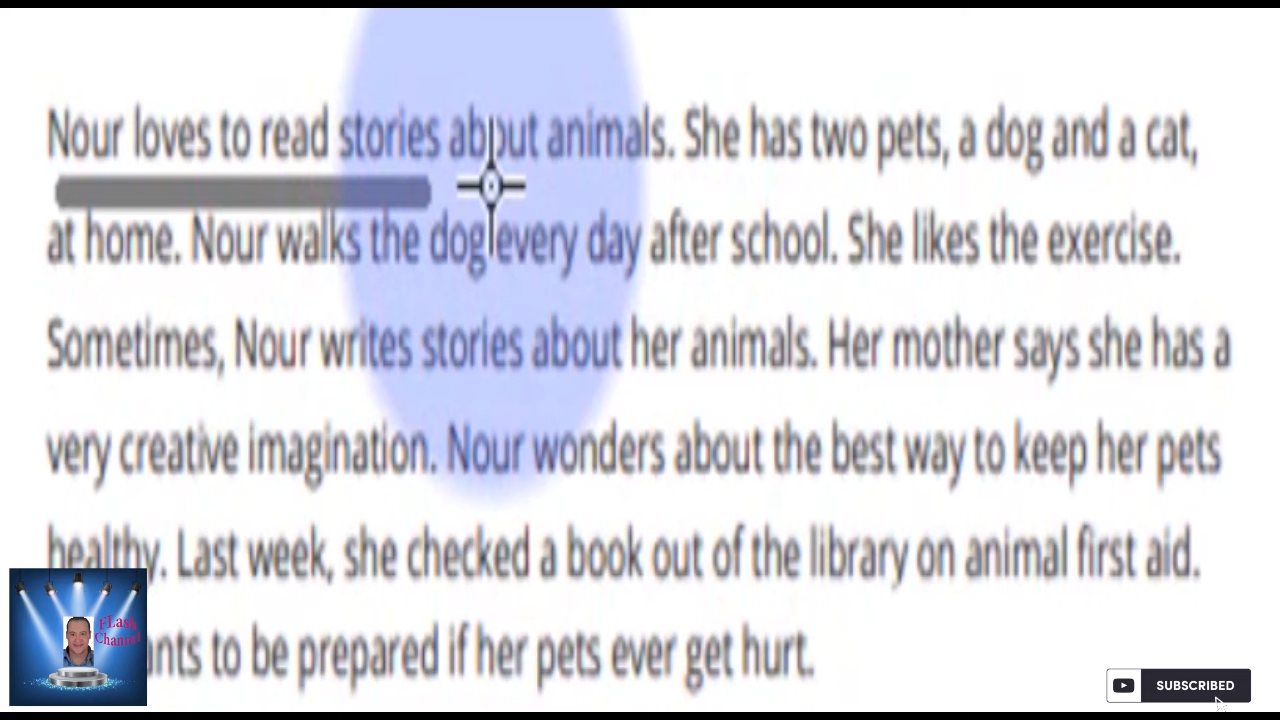 Nour loves to read stories about animals. She has two pets, a dog and a cat,
at home. Nour walks the dog every day after school. She likes the exercise.
Sometimes, Nour writes stories about her animals. Her mother says she has a
very creative imagination. Nour wonders about the best way to keep her pets
healthy. Last week, she checked a book out of the library on animal first aid.
to be prepared if her pets ever get hurt.
FLash
Channel
SUBSCRIBED